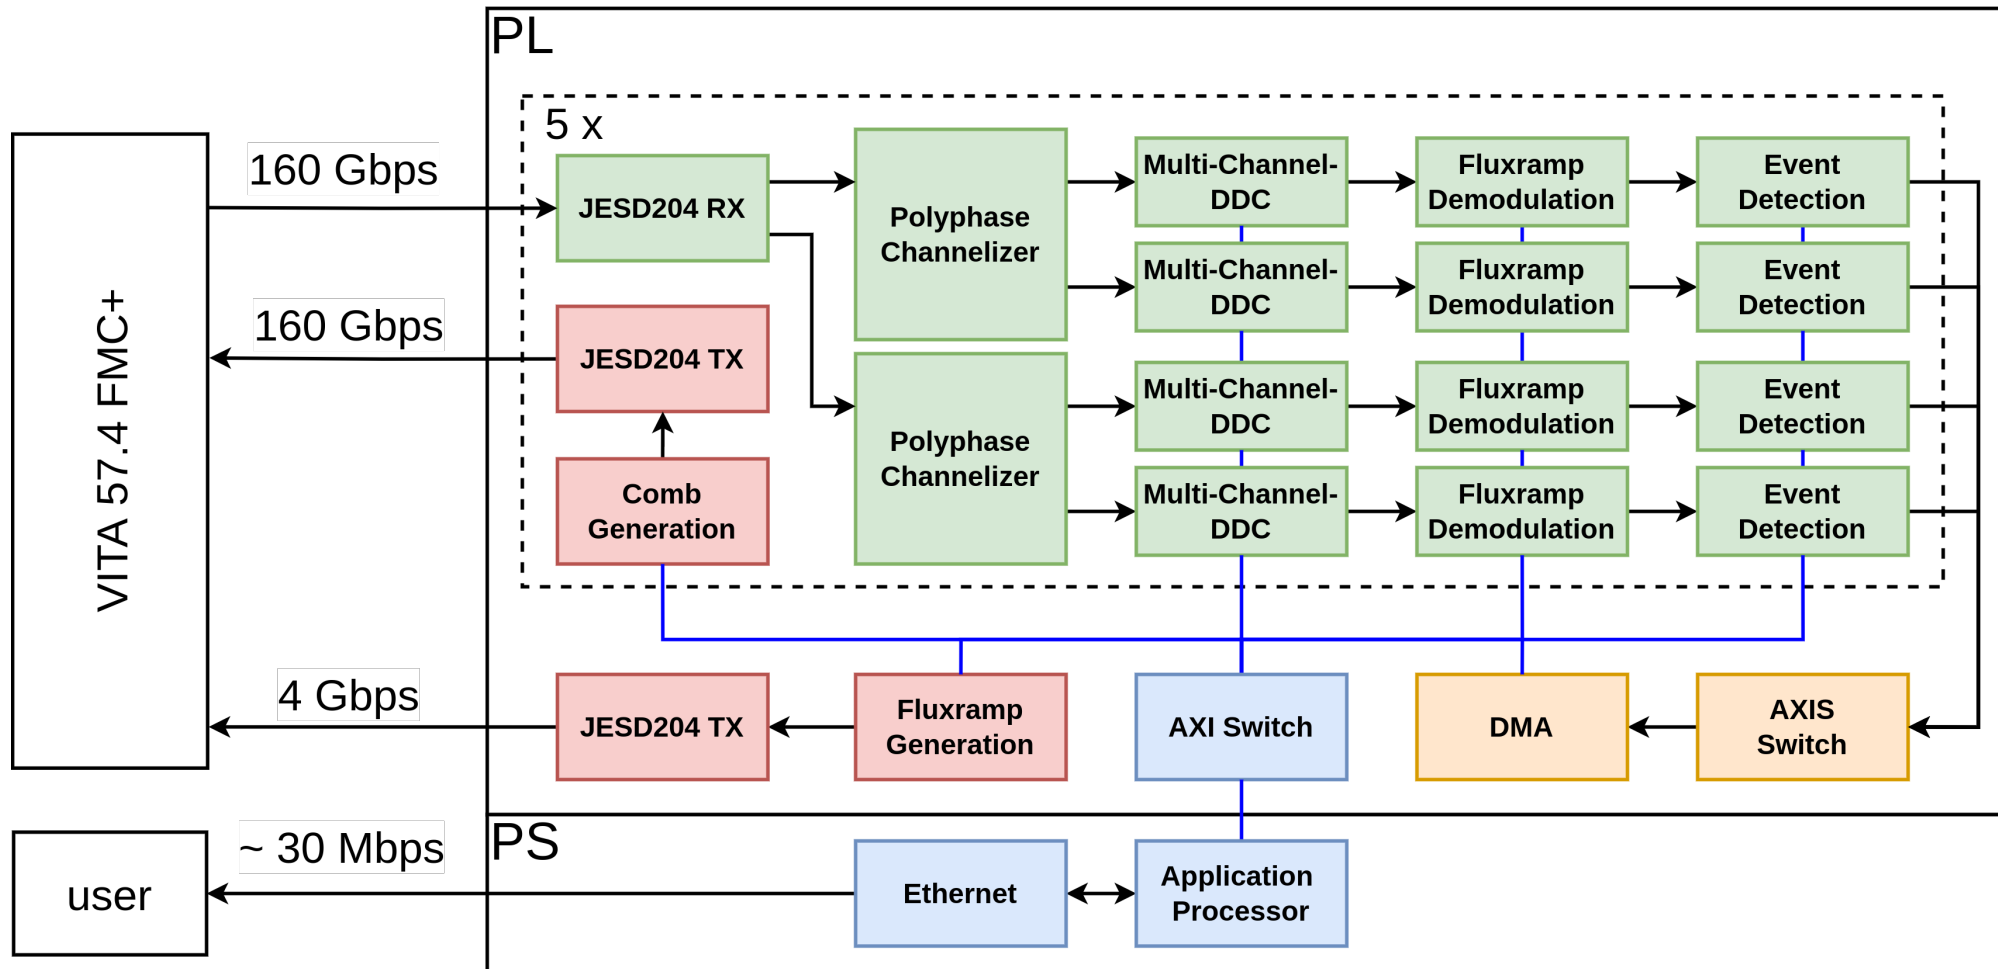 PL
5 x
160 Gbps
JESD204 RX
160 Gbps
JESD204 TX
Comb
Generation
Polyphase
Channelizer
Polyphase
Channelizer
Multi-Channel-
DDC
Fluxramp
Demodulation
Event
Detection
Multi-Channel-
DDC
Fluxramp
Demodulation
Event
Detection
Multi-Channel-
DDC
Fluxramp
Demodulation
Event
Detection
Multi-Channel-
DDC
Fluxramp
Demodulation
Event
Detection
VITA 57.4 FMC+
4 Gbps
JESD204 TX
Fluxramp
Generation
AXI Switch
DMA
AXIS
Switch
PS
~ 30 Mbps
user
Ethernet
Application
Processor